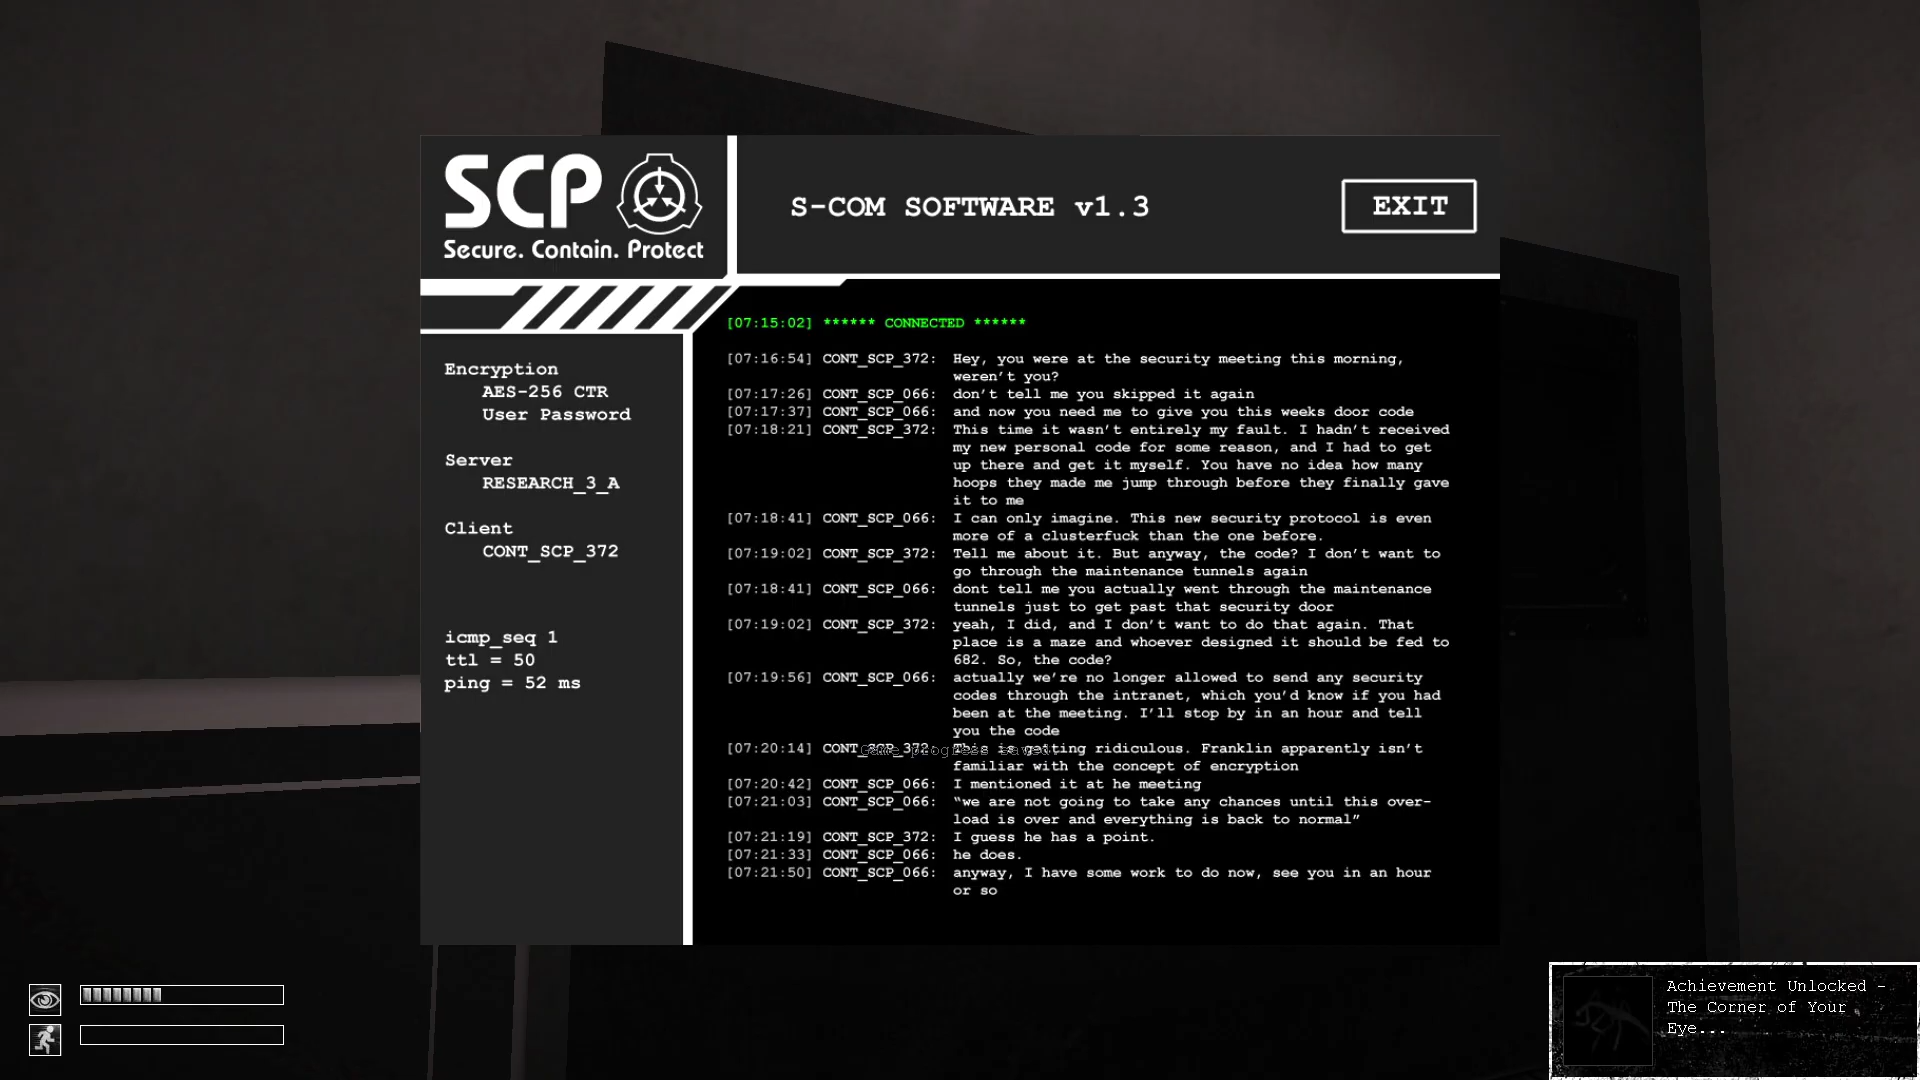 SCP
Secure. Contain. Protect
S-COM SOFTWARE v1.3
EXIT
Encryption
AES-256 CTR
User Password
Server
RESEARCH_3_A
Client
CONT_SCP_372
icmp_seq 1
ttl = 50
ping = 52 ms
[07:15:02] ****** CONNECTED ******
[07:16:54] CONT_SCP_372: Hey, you were at the security meeting this morning,
weren't you?
[07:17:26] CONT_SCP_066: don't tell me you skipped it again
[07:17:37] CONT_SCP_066: and now you need me to give you this weeks door code
[07:18:21] CONT_SCP_372: This time it wasn't entirely my fault. I hadn't received
my new personal code for some reason, and I had to get
up there and get it myself. You have no idea how many
hoops they made me jump through before they finally gave
it to me
[07:18:41] CONT_SCP_066: I can only imagine. This new security protocol is even
more of a clusterfuck than the one before.
[07:19:02] CONT_SCP_372: Tell me about it. But anyway, the code? I don't want to
go through the maintenance tunnels again
[07:18:41] CONT_SCP_066: dont tell me you actually went through the maintenance
tunnels just to get past that security door
[07:19:02] CONT_SCP_372: yeah, I did, and I don't want to do that again. That
place is a maze and whoever designed it should be fed to
682. So, the code?
[07:19:56] CONT_SCP_066: actually we're no longer allowed to send any security
codes through the intranet, which you'd know if you had
been at the meeting. I'll stop by in an hour and tell
you the code
[07:20:14] CONT_SCP_372: This is getting ridiculous. Franklin apparently isn't
Game progress saved.
familiar with the concept of encryption
[07:20:42] CONT_SCP_066: I mentioned it at he meeting
[07:21:03] CONT_SCP_066: "we are not going to take any chances until this over-
load is over and everything is back to normal"
[07:21:19] CONT_SCP_372: I guess he has a point.
[07:21:33] CONT_SCP_066: he does.
[07:21:50] CONT_SCP_066: anyway, I have some work to do now, see you in an hour
or so
Achievement Unlocked -
The Corner of Your
Eye...